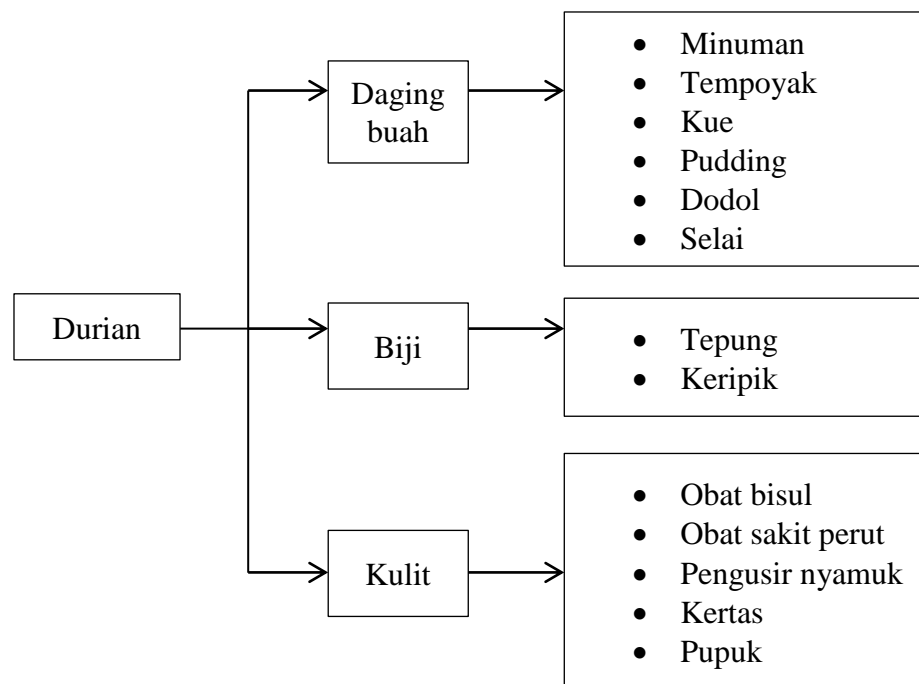 Durian
Daging
buah
• Minuman
• Tempoyak
• Kue
• Pudding
• Dodol
• Selai
Biji
• Tepung
• Keripik
Kulit
• Obat bisul
• Obat sakit perut
• Pengusir nyamuk
• Kertas
• Pupuk